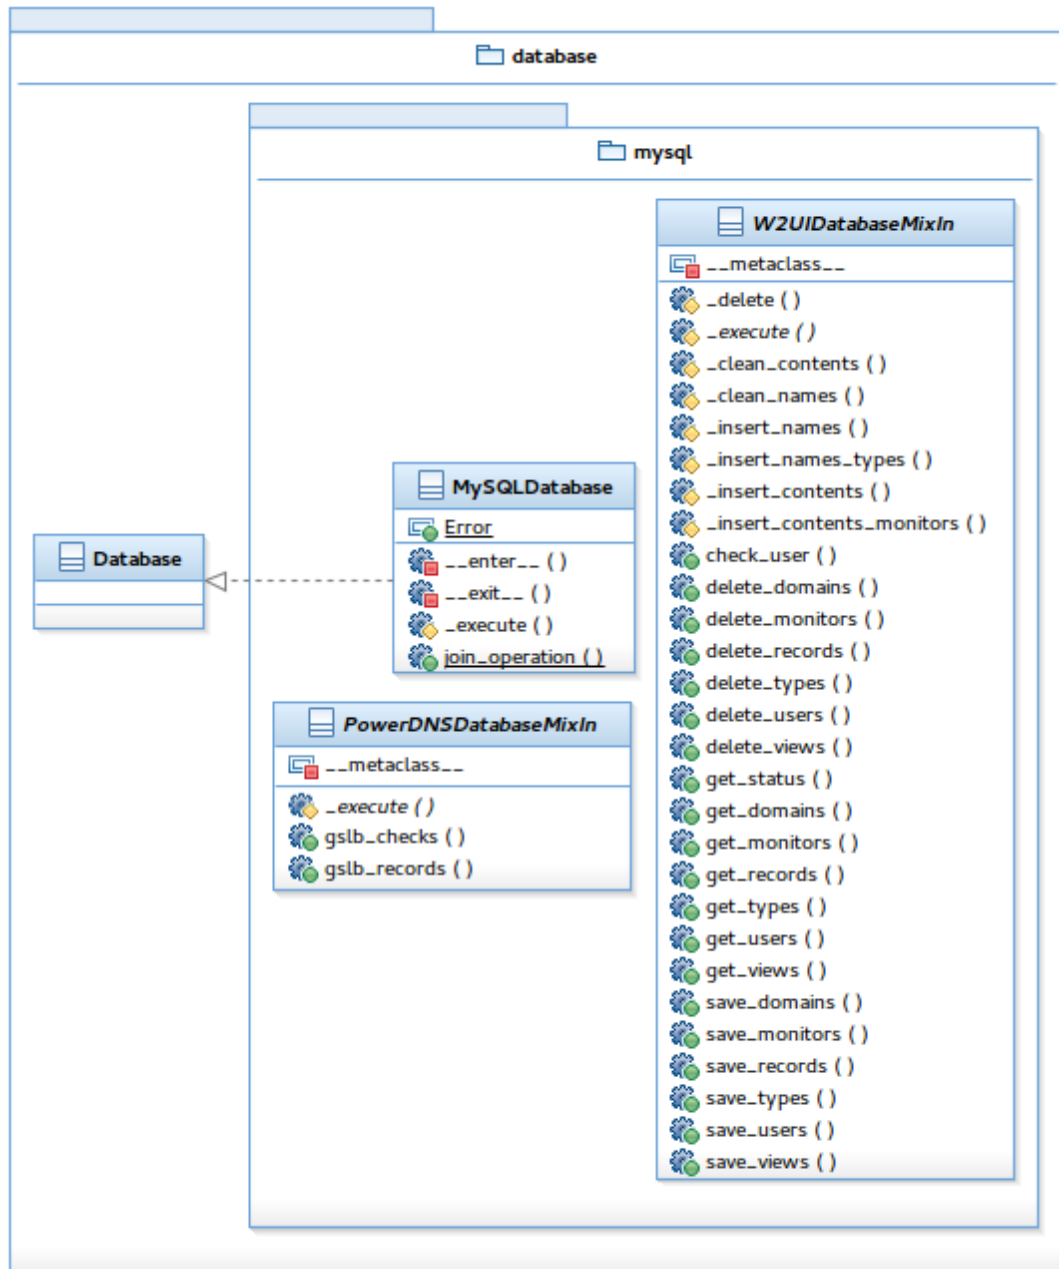 database
mysql
W2UIDatabaseMixIn
__metaclass__
_delete ( )
_execute ( )
_clean_contents ( )
_clean_names ( )
_insert_names ( )
_insert_names_types ( )
_insert_contents ( )
_insert_contents_monitors ( )
check_user ( )
delete_domains ( )
delete_monitors ( )
delete_records ( )
delete_types ( )
delete_users ( )
delete_views ( )
get_status ( )
get_domains ( )
get_monitors ( )
get_records ( )
get_types ( )
get_users ( )
get_views ( )
save_domains ( )
save_monitors ( )
save_records ( )
save_types ( )
save_users ( )
save_views ( )
MySQLDatabase
Error
__enter__ ( )
__exit__ ( )
_execute ( )
join_operation ( )
Database
PowerDNSDatabaseMixIn
__metaclass__
_execute ( )
gslb_checks ( )
gslb_records ( )